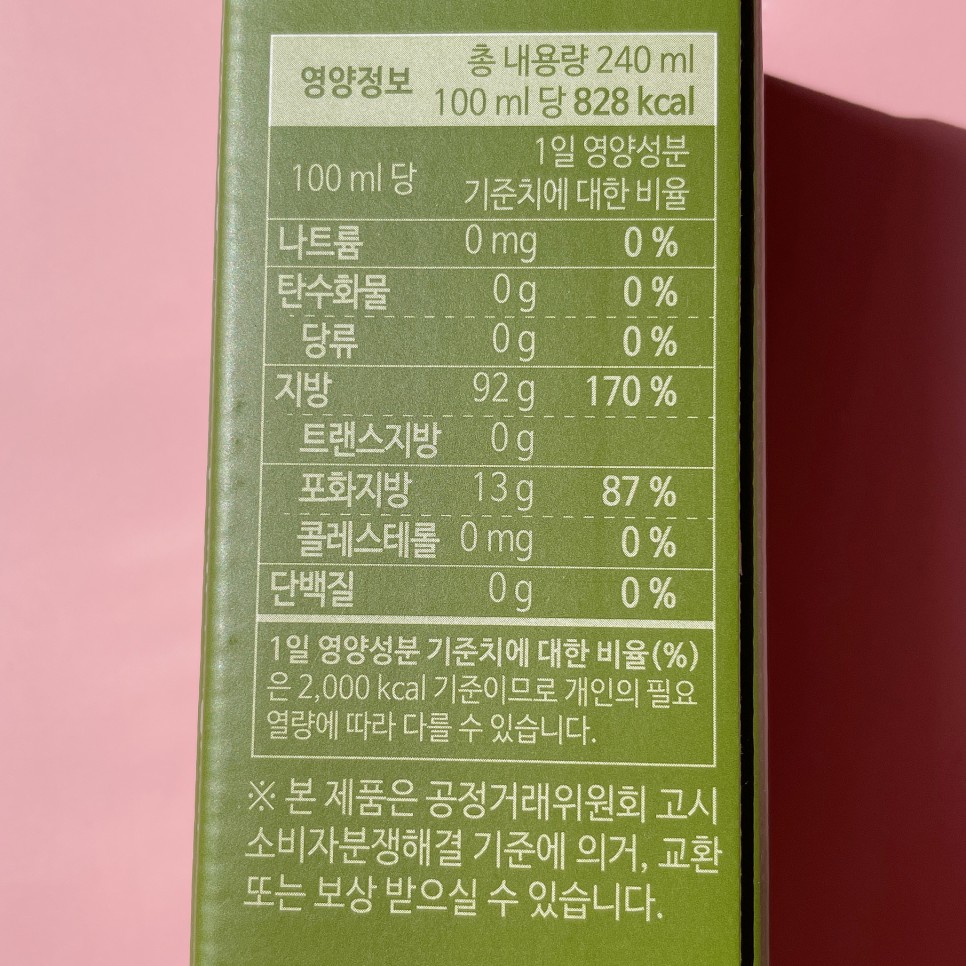 영양정보
총 내용량 240 ml
100 ml 당 828 kcal
100 ml 당
1일 영양성분
기준치에 대한 비율
나트륨 0 mg 0 %
탄수화물 0 g 0 %
당류 0 g 0 %
지방 92 g 170 %
트랜스지방 0 g
포화지방 13 g 87 %
콜레스테롤 0 mg 0 %
단백질 0 g 0 %
1일 영양성분 기준치에 대한 비율(%)
은 2,000 kcal 기준이므로 개인의 필요
열량에 따라 다를 수 있습니다.
※ 본 제품은 공정거래위원회 고시
소비자분쟁해결 기준에 의거, 교환
또는 보상 받으실 수 있습니다.